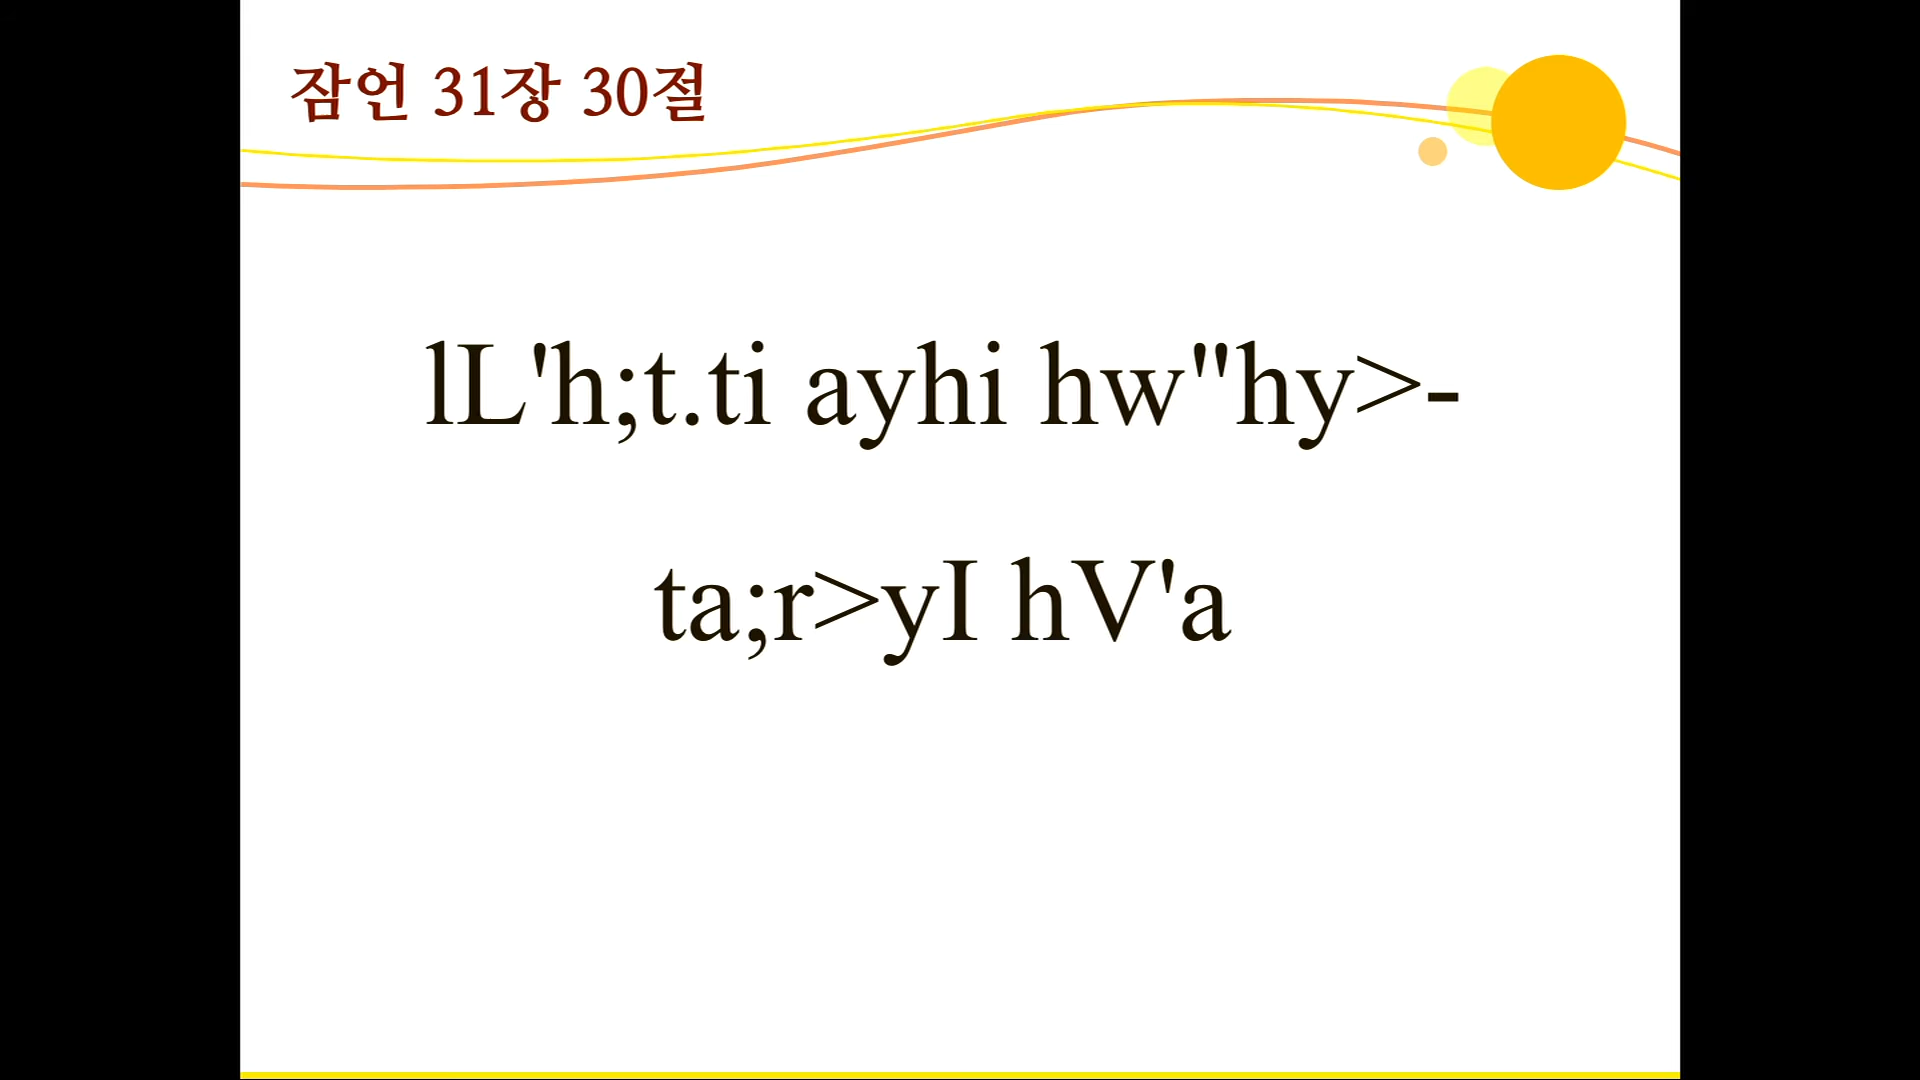 잠언 31장 30절
lL'h;t.ti ayhi hw"hy>-
ta;r>yI hV'a